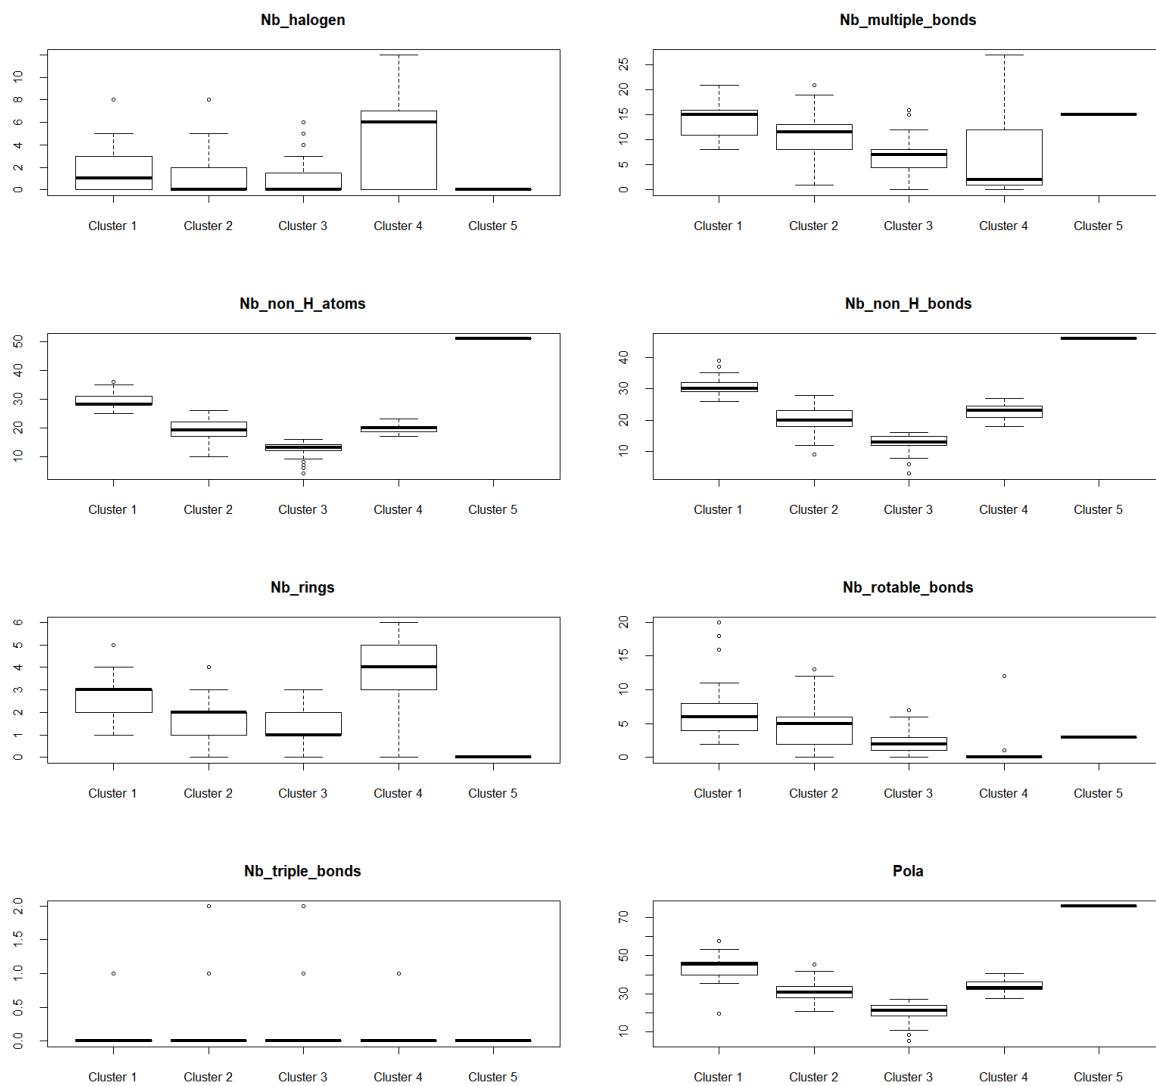 Nb_halogen
0 2 4 6 8 10
Cluster 1 Cluster 2 Cluster 3 Cluster 4 Cluster 5
Nb_multiple_bonds
0 5 10 15 20 25
Cluster 1 Cluster 2 Cluster 3 Cluster 4 Cluster 5
Nb_non_H_atoms
10 20 30 40 50
Cluster 1 Cluster 2 Cluster 3 Cluster 4 Cluster 5
Nb_non_H_bonds
10 20 30 40
Cluster 1 Cluster 2 Cluster 3 Cluster 4 Cluster 5
Nb_rings
0 1 2 3 4 5 6
Cluster 1 Cluster 2 Cluster 3 Cluster 4 Cluster 5
Nb_rotable_bonds
0 5 10 15 20
Cluster 1 Cluster 2 Cluster 3 Cluster 4 Cluster 5
Nb_triple_bonds
0.0 0.5 1.0 1.5 2.0
Cluster 1 Cluster 2 Cluster 3 Cluster 4 Cluster 5
Pola
10 30 50 70
Cluster 1 Cluster 2 Cluster 3 Cluster 4 Cluster 5